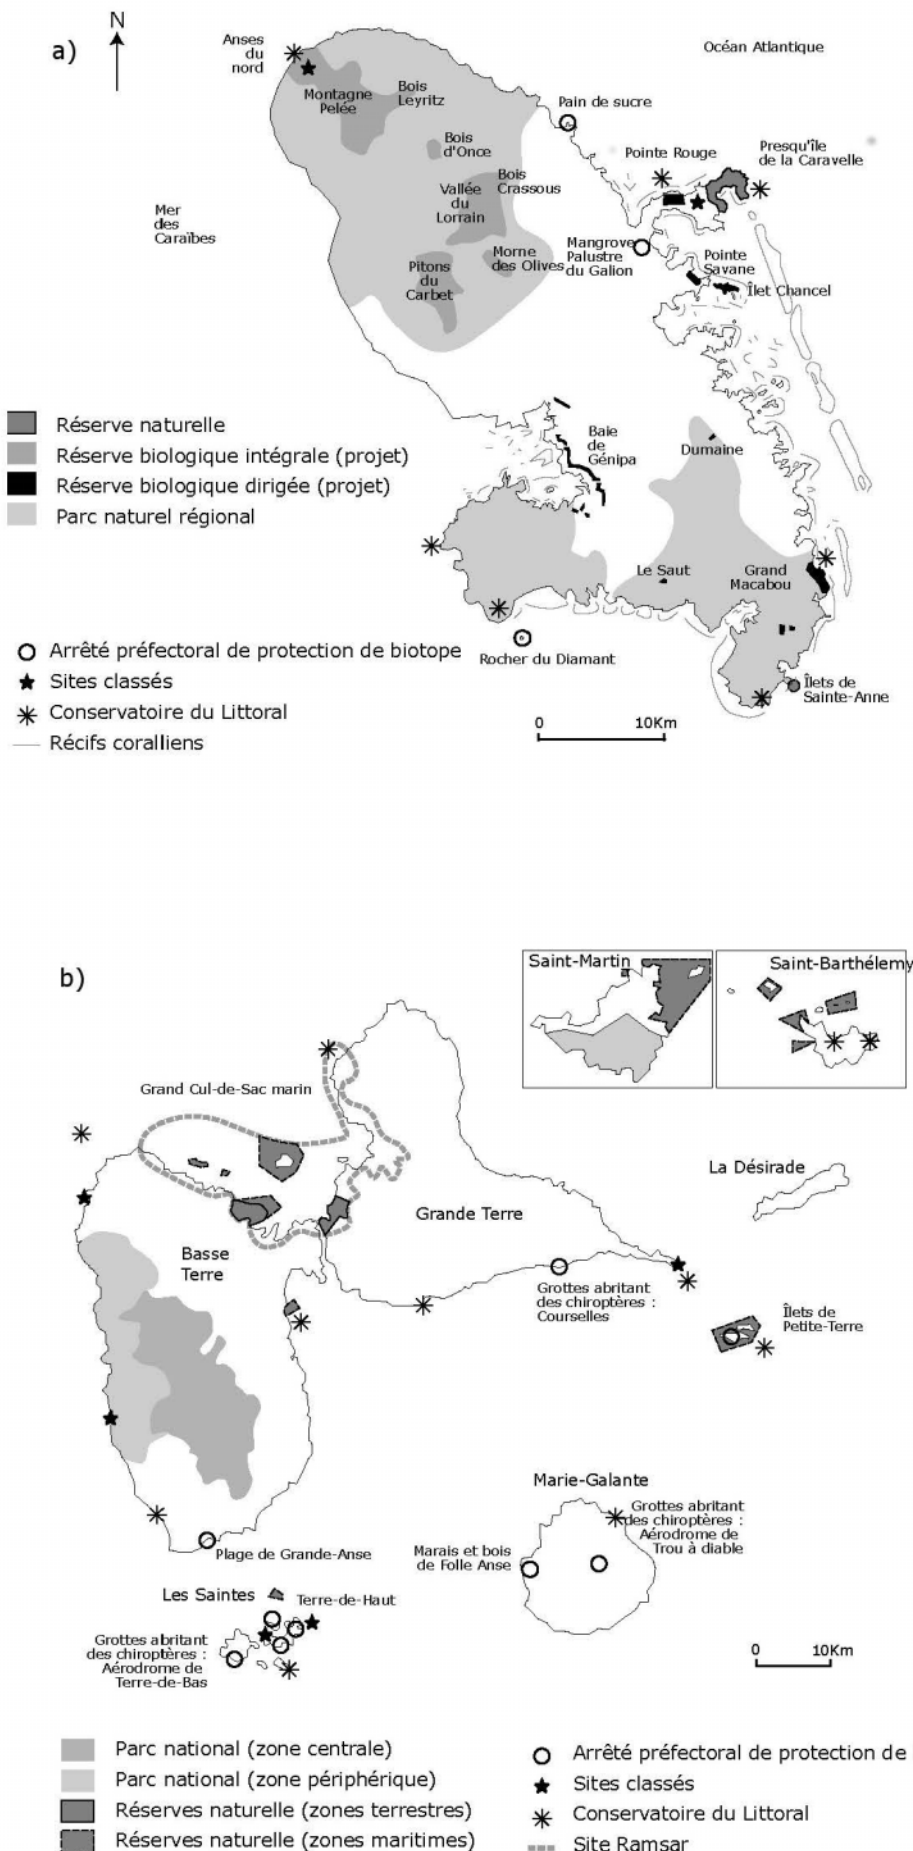 N
a)
Anses
du
nord
Océan Atlantique
Montagne
Pelée
Bois
Leyritz
Pain de sucre
Bois
d'Once
Pointe Rouge
Presqu'île
de la Caravelle
Bois
Crassous
Vallée
du
Lorrain
Mer
des
Caraïbes
Mangrove
Palustre
du Galion
Pointe
Savane
Morne
des Olives
Pitons
du
Carbet
Îlet Chancel
Réserve naturelle
Réserve biologique intégrale (projet)
Réserve biologique dirigée (projet)
Parc naturel régional
Baie
de
Génipa
Dumaine
Le Saut
Grand
Macabou
Arrêté préfectoral de protection de biotope
Sites classés
Conservatoire du Littoral
Récifs coralliens
Rocher du Diamant
Îlets de
Sainte-Anne
0
10Km
b)
Saint-Martin
Saint-Barthélemy
Grand Cul-de-Sac marin
La Désirade
Grande Terre
Basse
Terre
Grottes abritant
des chiroptères :
Courselles
Îlets de
Petite-Terre
Marie-Galante
Grottes abritant
des chiroptères :
Aérodrome de
Trou à diable
Marais et bois
de Folle Anse
Plage de Grande-Anse
Les Saintes
Terre-de-Haut
Grottes abritant
des chiroptères :
Aérodrome de
Terre-de-Bas
0
10Km
Parc national (zone centrale)
Parc national (zone périphérique)
Réserves naturelle (zones terrestres)
Réserves naturelle (zones maritimes)
Arrêté préfectoral de protection de
Sites classés
Conservatoire du Littoral
Site Ramsar